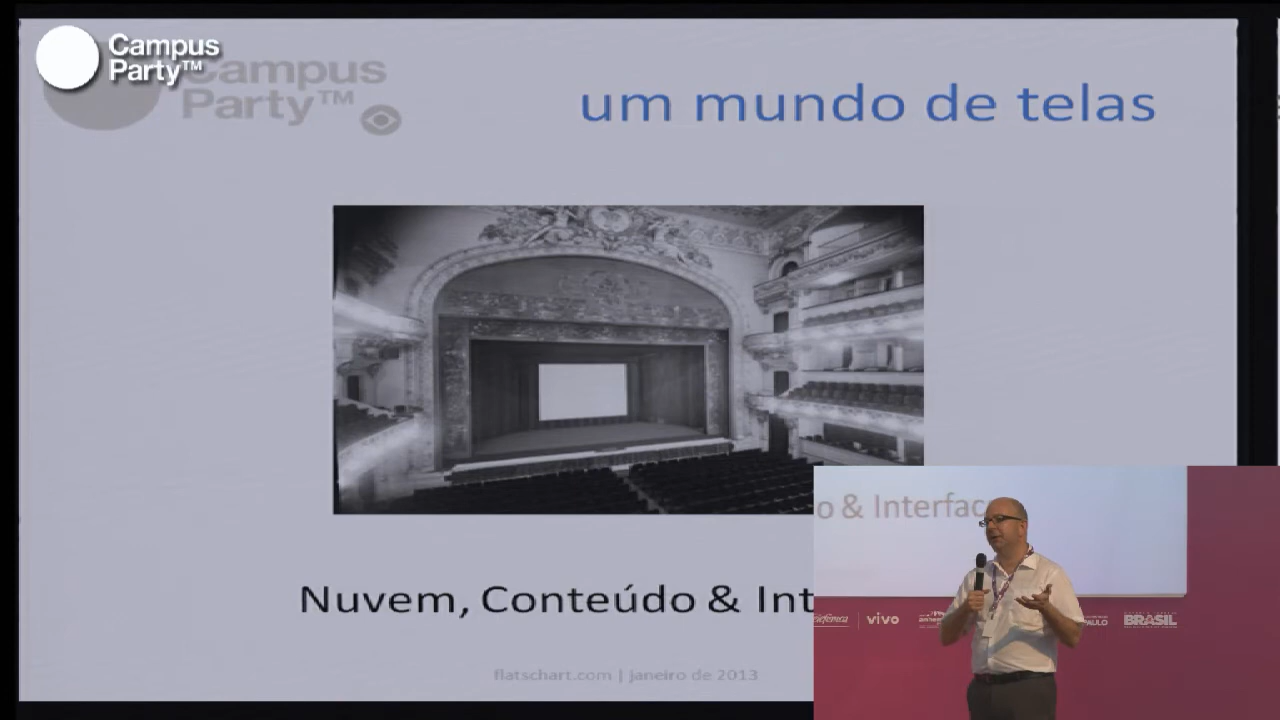 Campus
Party™
Campus
Party™
um mundo de telas
Nuvem, Conteúdo & Int
o & Interfac
flatschart.com | janeiro de 2013
vivo
BRASIL